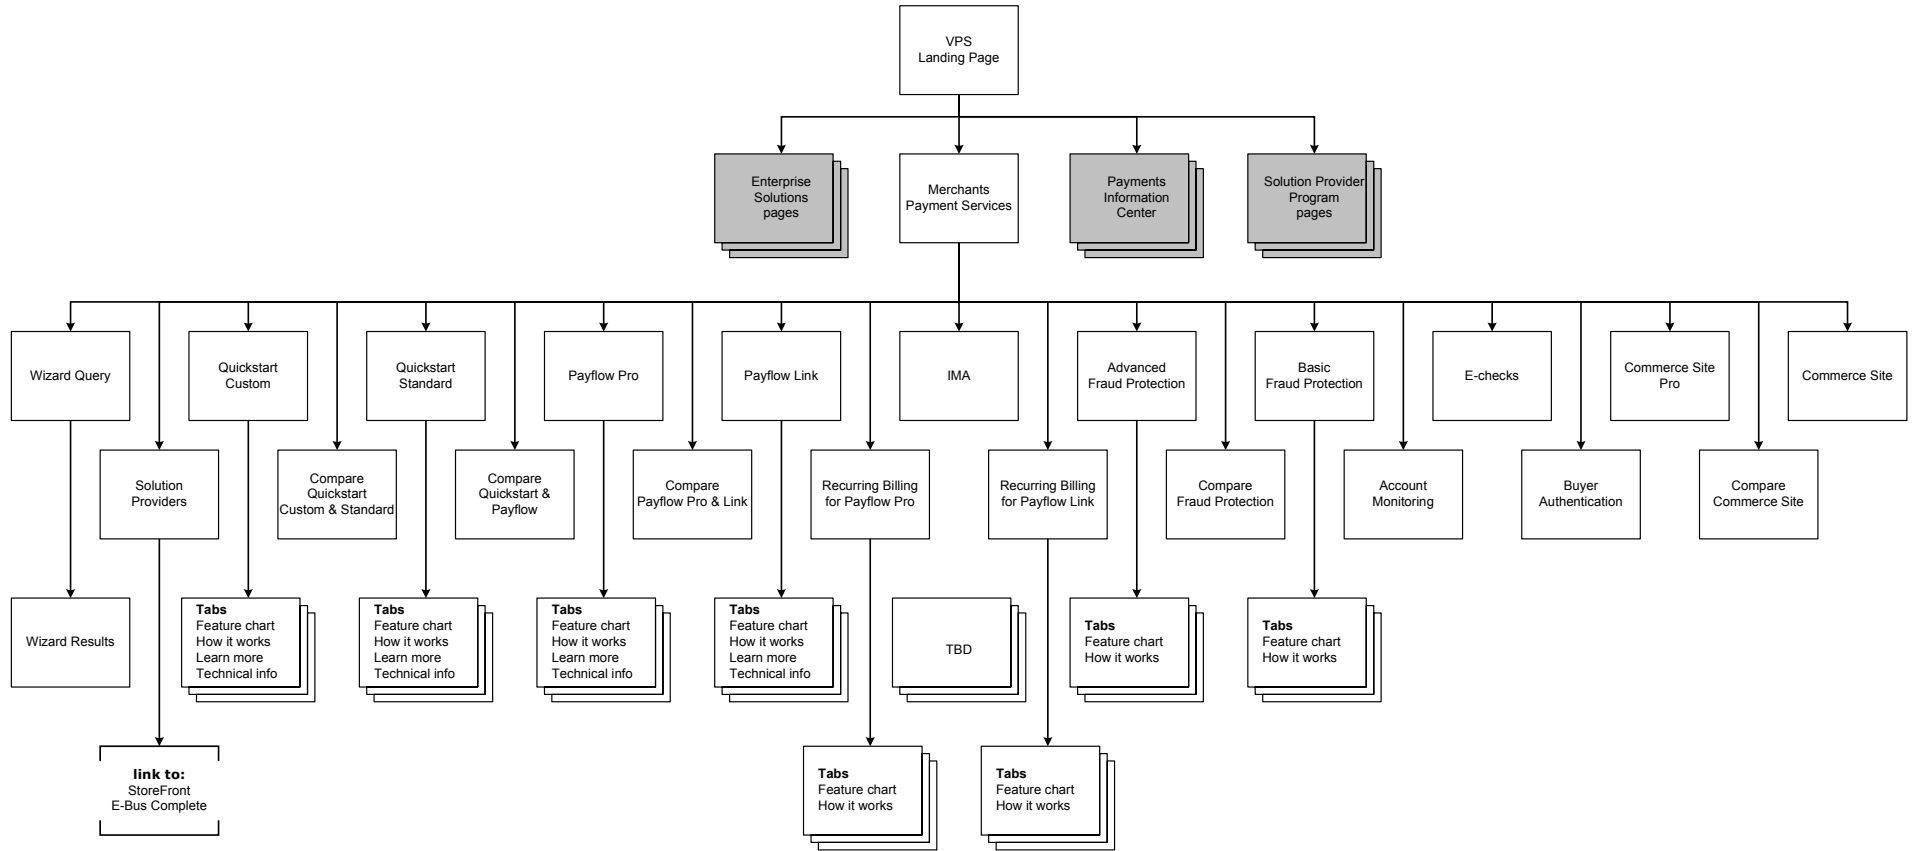 VPS
Landing Page
Enterprise
Solutions
pages
Merchants
Payment Services
Payments
Information
Center
Solution Provider
Program
pages
Wizard Query
Quickstart
Custom
Quickstart
Standard
Payflow Pro
Payflow Link
IMA
Advanced
Fraud Protection
Basic
Fraud Protection
E-checks
Commerce Site
Pro
Commerce Site
Solution
Providers
Compare
Quickstart
Custom & Standard
Compare
Quickstart &
Payflow
Compare
Payflow Pro & Link
Recurring Billing
for Payflow Pro
Recurring Billing
for Payflow Link
Compare
Fraud Protection
Account
Monitoring
Buyer
Authentication
Compare
Commerce Site
Wizard Results
Tabs
Feature chart
How it works
Learn more
Technical info
Tabs
Feature chart
How it works
Learn more
Technical info
Tabs
Feature chart
How it works
Learn more
Technical info
Tabs
Feature chart
How it works
Learn more
Technical info
TBD
Tabs
Feature chart
How it works
Tabs
Feature chart
How it works
link to:
StoreFront
E-Bus Complete
Tabs
Feature chart
How it works
Tabs
Feature chart
How it works